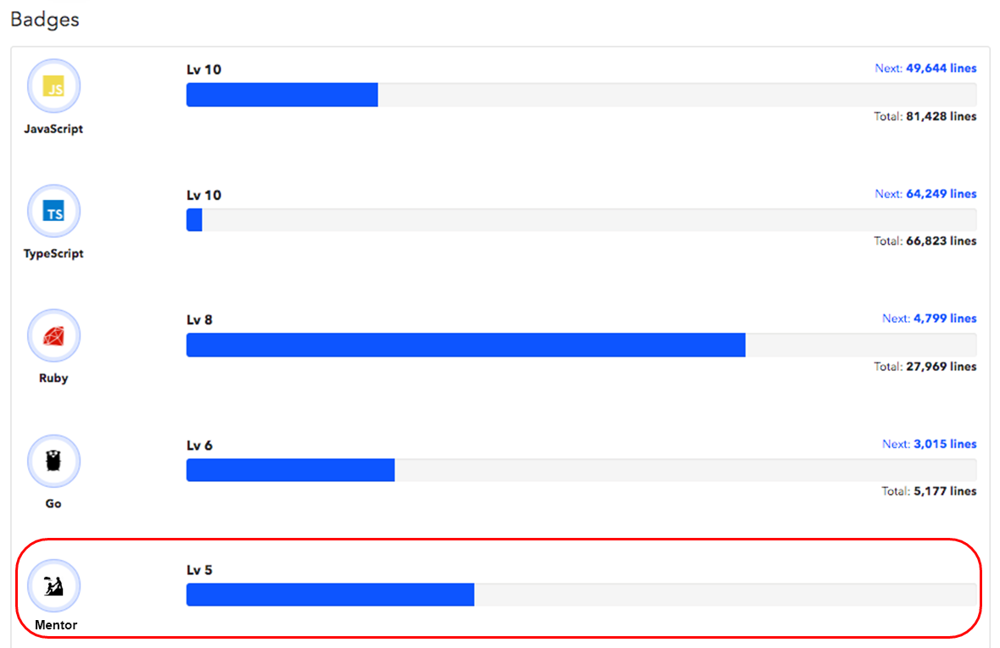 Badges
Lv 10
Next: 49,644 lines
JS
Total: 81,428 lines
JavaScript
Lv 10
Next: 64,249 lines
TS
Total: 66,823 lines
TypeScript
Lv 8
Next: 4,799 lines
Total: 27,969 lines
Ruby
Lv 6
Next: 3,015 lines
Total: 5,177 lines
Go
Lv 5
Mentor